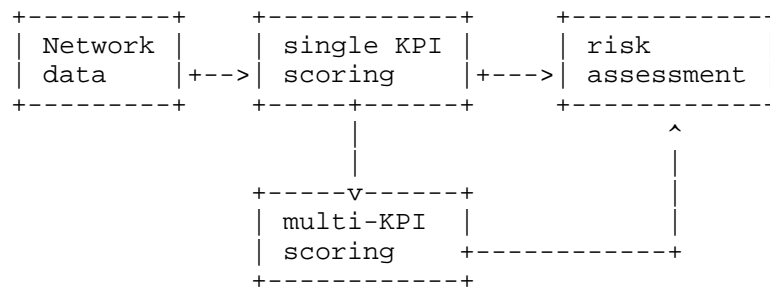 Network
data
single KPI
scoring
risk
assessment
multi-KPI
scoring